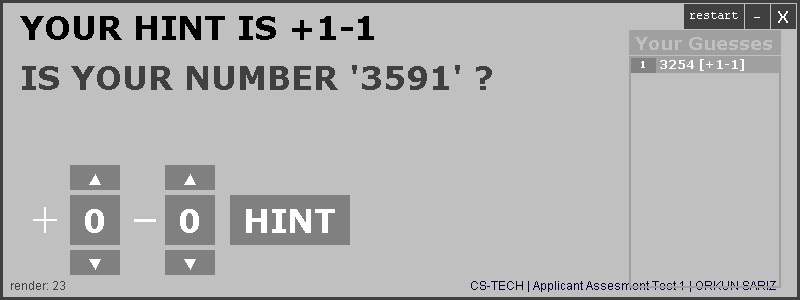 restart - X
YOUR HINT IS +1-1
Your Guesses
1 3254 [+1-1]
IS YOUR NUMBER '3591' ?
▲ ▲
+ 0 - 0 HINT
▼ ▼
render: 23
CS-TECH | Applicant Assesment Test 1 | ORKUN SARIZ